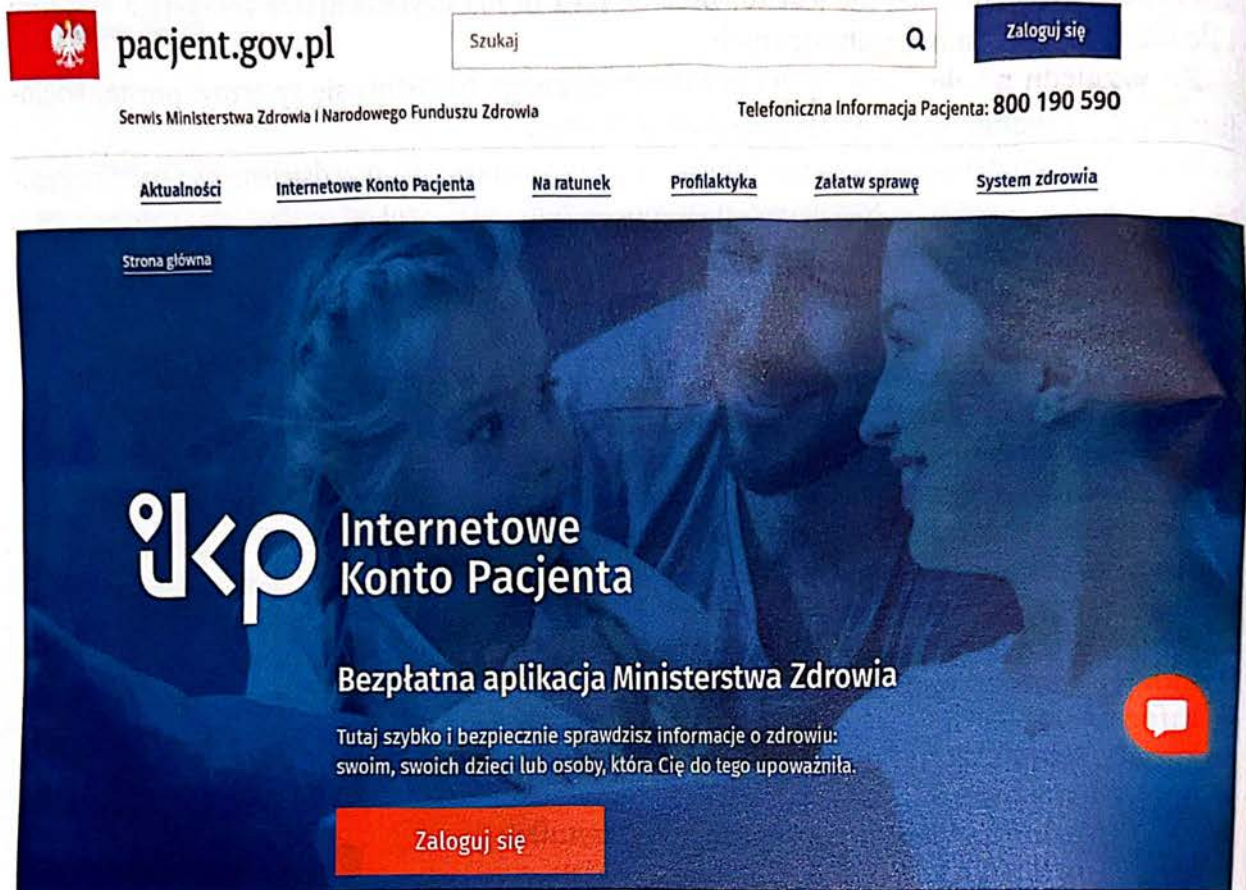 pacjent.gov.pl
Szukaj
Zaloguj się
Serwis Ministerstwa Zdrowia i Narodowego Funduszu Zdrowia
Telefoniczna Informacja Pacjenta: 800 190 590
Aktualności
Internetowe Konto Pacjenta
Na ratunek
Profilaktyka
Załatw sprawę
System zdrowia
Strona główna
ikp
Internetowe
Konto Pacjenta
Bezpłatna aplikacja Ministerstwa Zdrowia
Tutaj szybko i bezpiecznie sprawdzisz informacje o zdrowiu:
swoim, swoich dzieci lub osoby, która Cię do tego upoważniła.
Zaloguj się